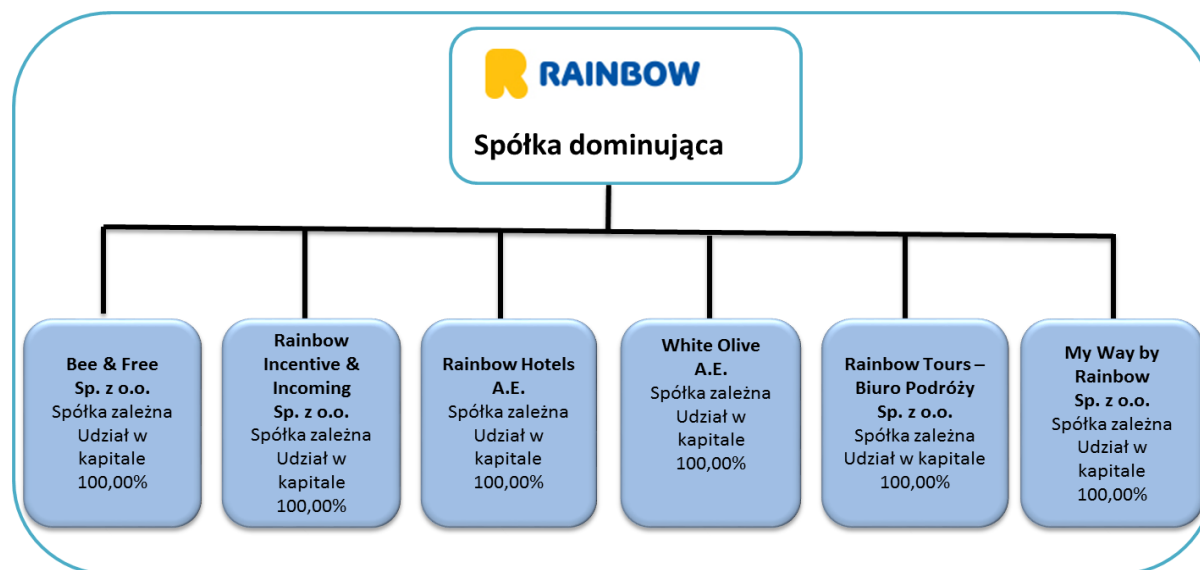 RAINBOW
Spółka dominująca
Bee & Free
Sp. z o.o.
Spółka zależna
Udział w
kapitale
100,00%
Rainbow
Incentive &
Incoming
Sp. z o.o.
Spółka zależna
Udział w
kapitale
100,00%
Rainbow Hotels
A.E.
Spółka zależna
Udział w
kapitale
100,00%
White Olive
A.E.
Spółka zależna
Udział w
kapitale
100,00%
Rainbow Tours –
Biuro Podróży
Sp. z o.o.
Spółka zależna
Udział w kapitale
100,00%
My Way by
Rainbow
Sp. z o.o.
Spółka zależna
Udział w
kapitale
100,00%